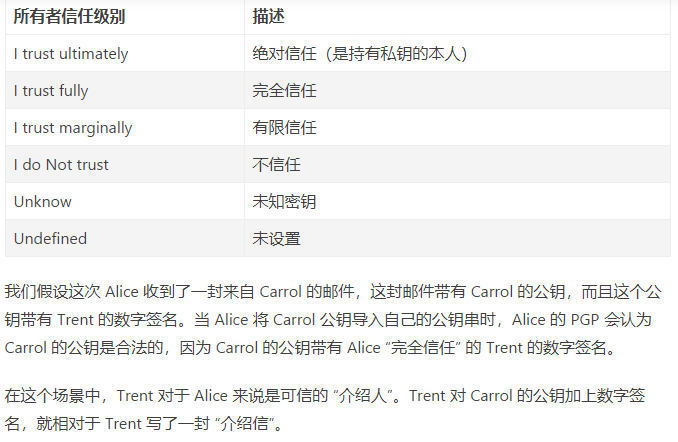 所有者信任级别 描述
I trust ultimately 绝对信任（是持有私钥的本人）
I trust fully 完全信任
I trust marginally 有限信任
I do Not trust 不信任
Unknow 未知密钥
Undefined 未设置
我们假设这次 Alice 收到了一封来自 Carrol 的邮件，这封邮件带有 Carrol 的公钥，而且这个公
钥带有 Trent 的数字签名。当 Alice 将 Carrol 公钥导入自己的公钥串时，Alice 的 PGP 会认为
Carrol 的公钥是合法的，因为 Carrol 的公钥带有 Alice “完全信任” 的 Trent 的数字签名。
在这个场景中，Trent 对于 Alice 来说是可信的 “介绍人”。Trent 对 Carrol 的公钥加上数字签
名，就相对于 Trent 写了一封 “介绍信”。